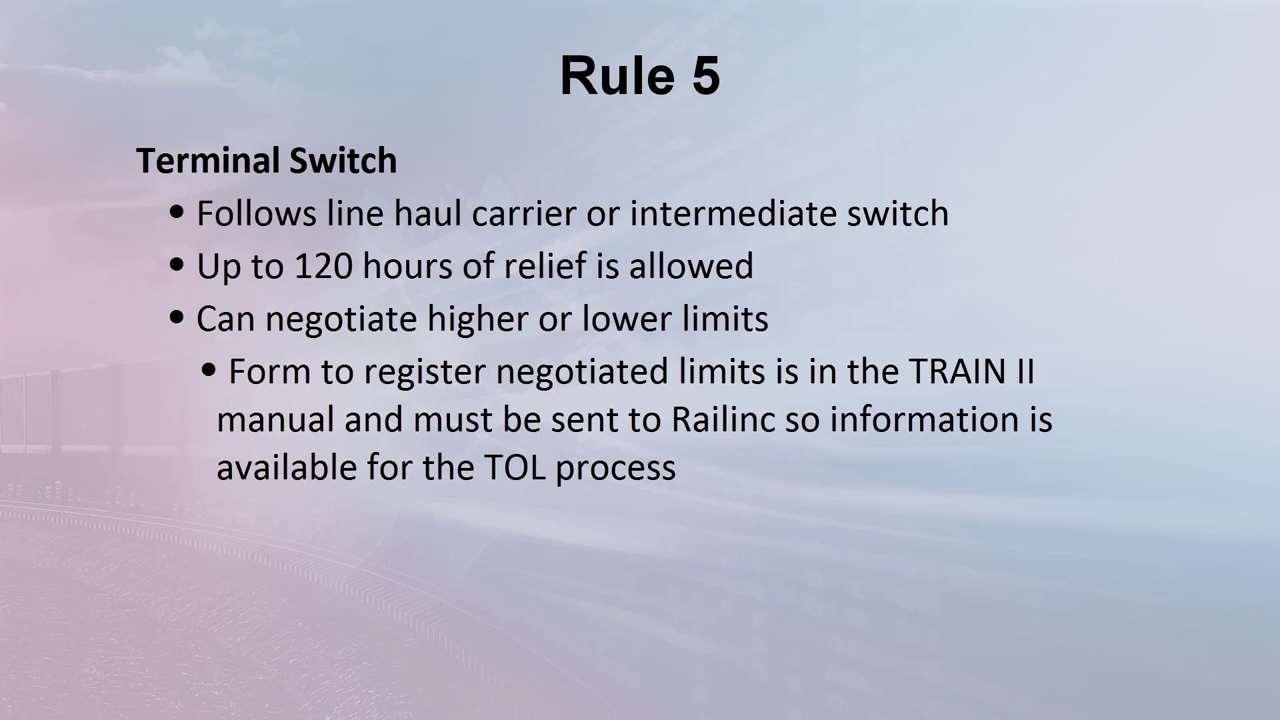 Rule 5
Terminal Switch
• Follows line haul carrier or intermediate switch
• Up to 120 hours of relief is allowed
• Can negotiate higher or lower limits
• Form to register negotiated limits is in the TRAIN II
manual and must be sent to Railinc so information is
available for the TOL process